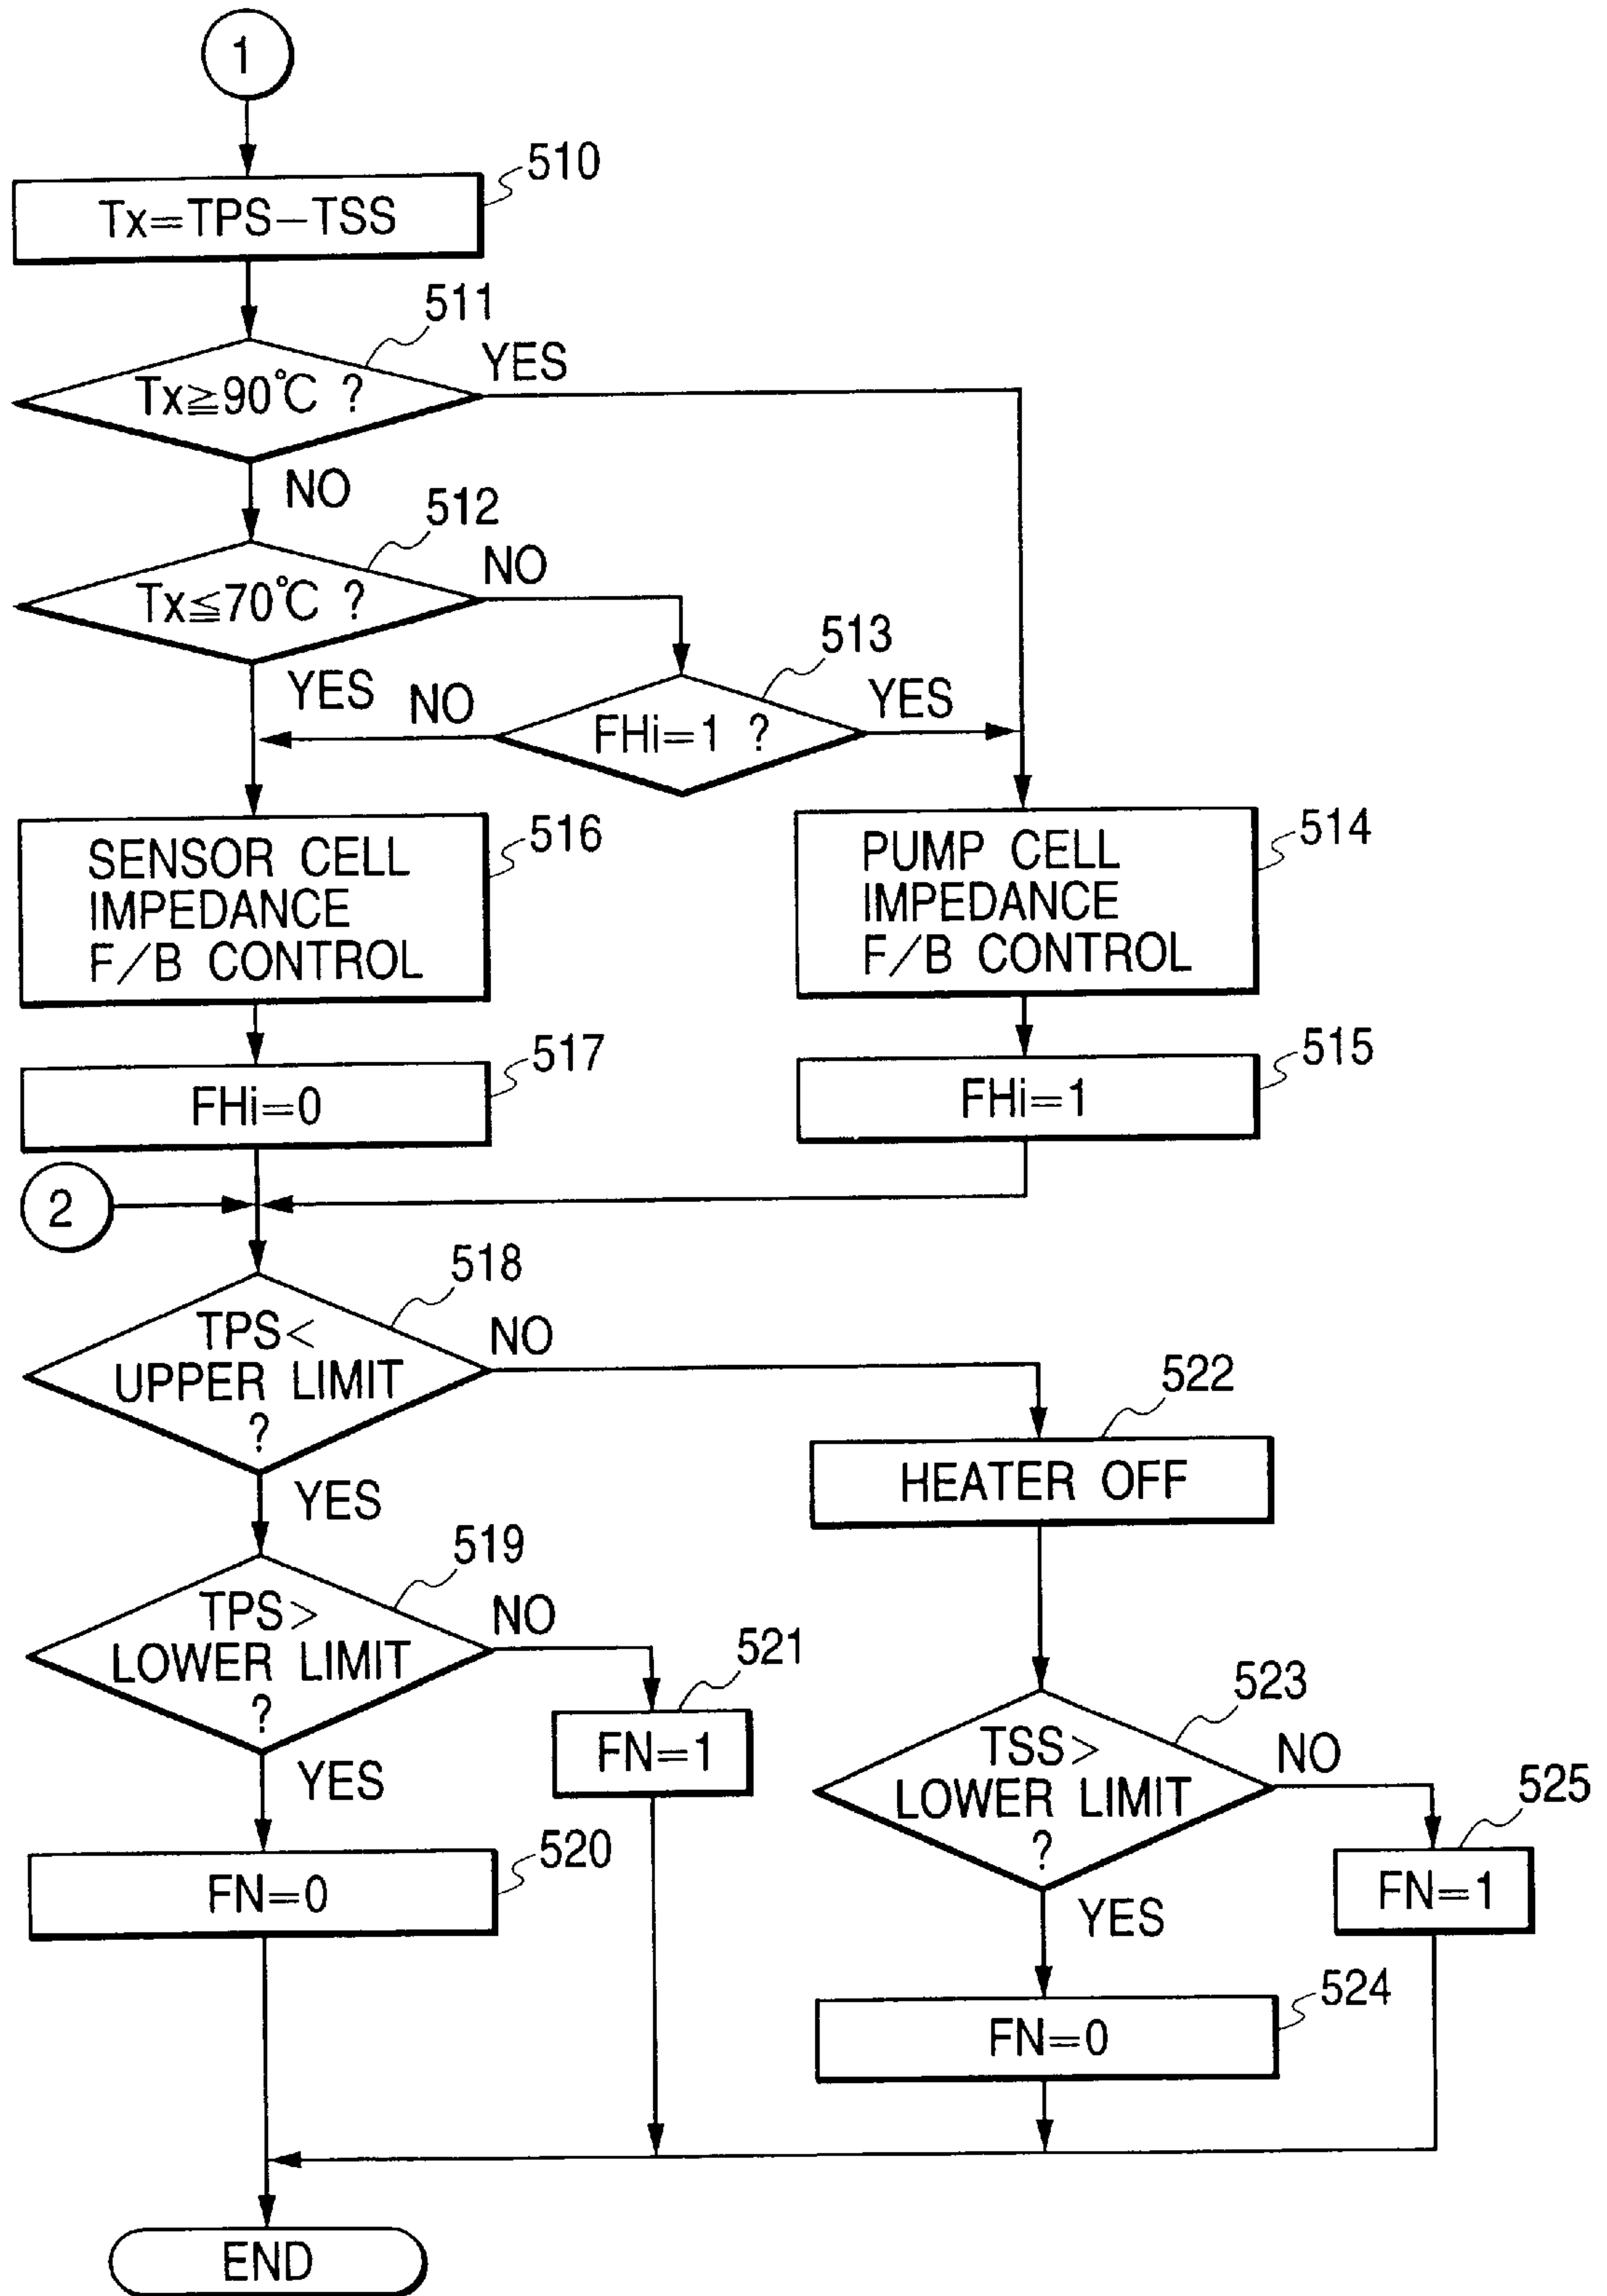 1
510
Tx=TPS−TSS
511
Tx≧90°C ?
YES
NO
512
Tx≦70°C ?
NO
YES
513
FHi=1 ?
NO
YES
SENSOR CELL
IMPEDANCE
F/B CONTROL
516
PUMP CELL
IMPEDANCE
F/B CONTROL
514
517
FHi=0
515
FHi=1
2
518
TPS<
UPPER LIMIT
?
NO
YES
522
HEATER OFF
519
TPS>
LOWER LIMIT
?
NO
YES
521
FN=1
523
TSS>
LOWER LIMIT
?
NO
YES
525
FN=1
520
FN=0
524
FN=0
END